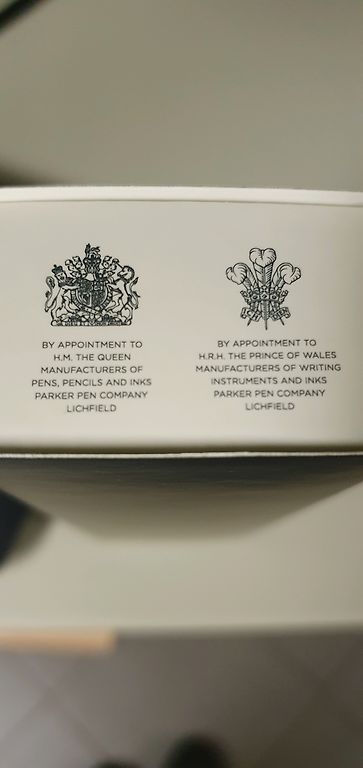 BY APPOINTMENT TO
H.M. THE QUEEN
MANUFACTURERS OF
PENS, PENCILS AND INKS
PARKER PEN COMPANY
LICHFIELD
BY APPOINTMENT TO
H.R.H. THE PRINCE OF WALES
MANUFACTURERS OF WRITING
INSTRUMENTS AND INKS
PARKER PEN COMPANY
LICHFIELD